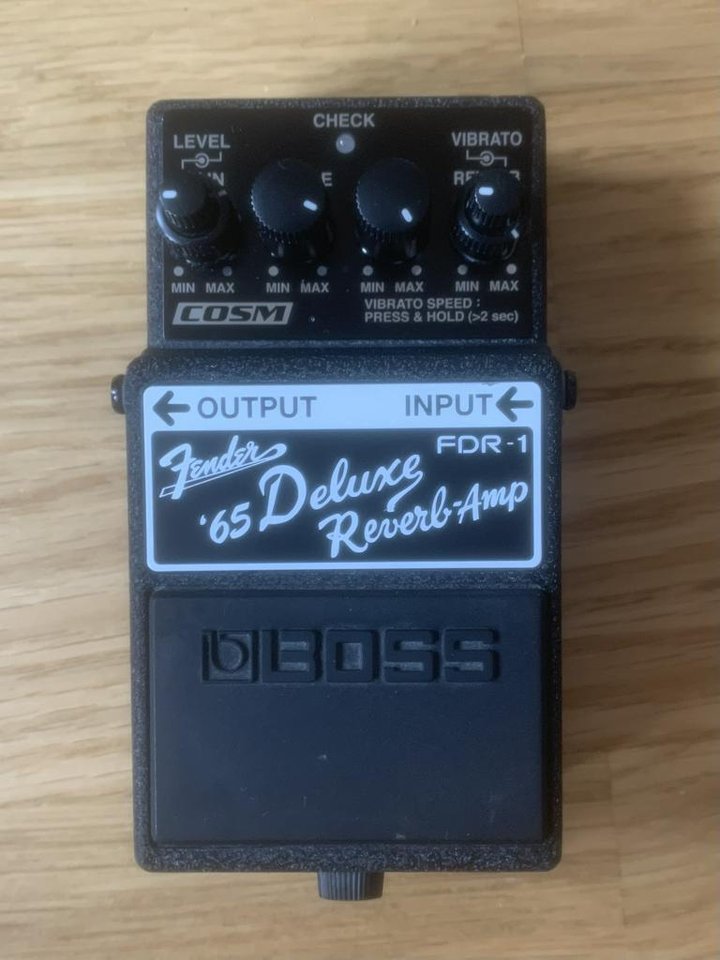 CHECK
LEVEL VIBRATO
MIN MAX MIN MAX MIN MAX MIN MAX
COSM
VIBRATO SPEED :
PRESS & HOLD (>2 sec)
OUTPUT INPUT
Fender FDR-1
'65 Deluxe
Reverb-Amp
BOSS